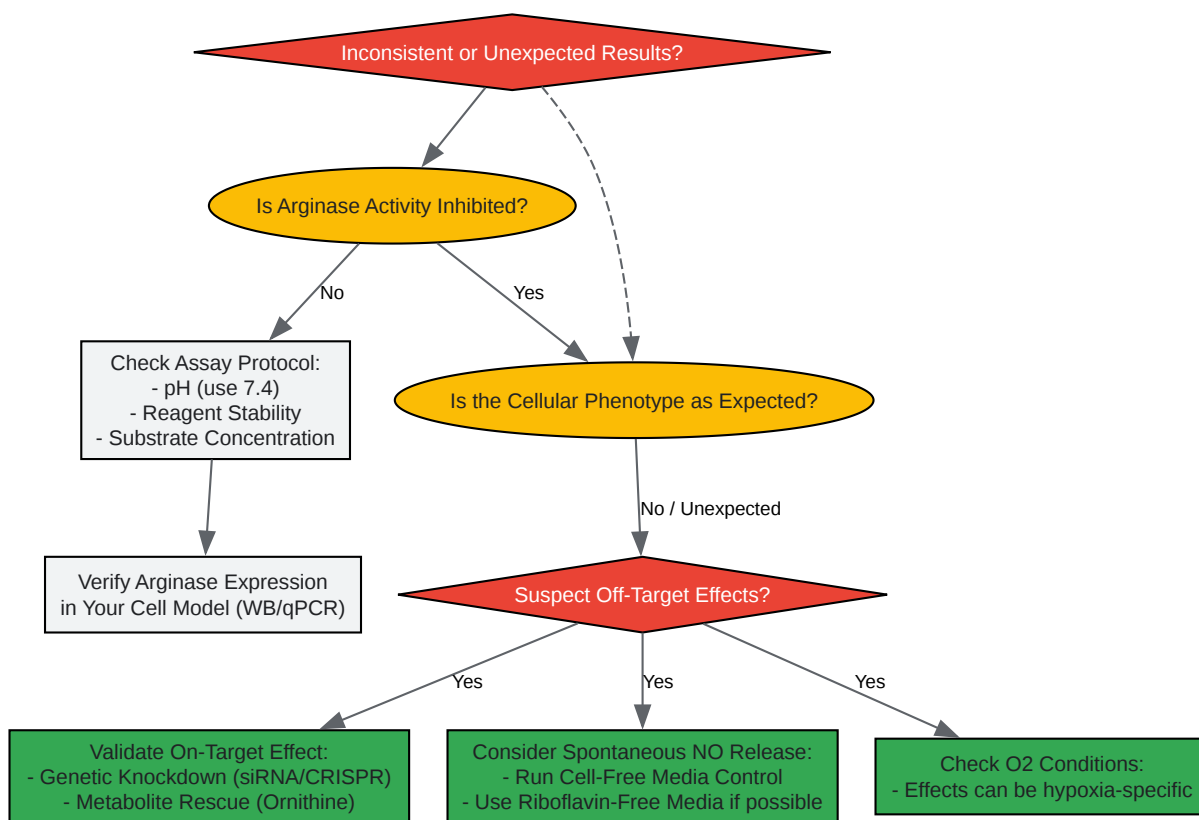 Inconsistent or Unexpected Results?
Is Arginase Activity Inhibited?
No
Yes
Check Assay Protocol:
- pH (use 7.4)
- Reagent Stability
- Substrate Concentration
Is the Cellular Phenotype as Expected?
No / Unexpected
Verify Arginase Expression
in Your Cell Model (WB/qPCR)
Suspect Off-Target Effects?
Yes
Yes
Yes
Validate On-Target Effect:
- Genetic Knockdown (siRNA/CRISPR)
- Metabolite Rescue (Ornithine)
Consider Spontaneous NO Release:
- Run Cell-Free Media Control
- Use Riboflavin-Free Media if possible
Check O2 Conditions:
- Effects can be hypoxia-specific